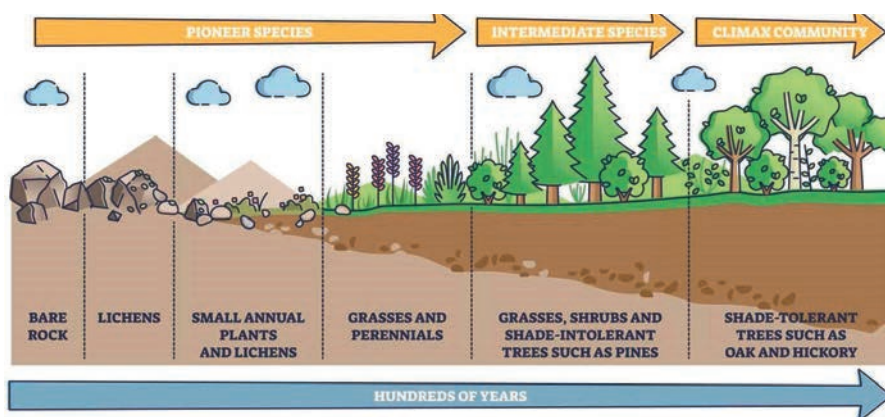 PIONEER SPECIES
INTERMEDIATE SPECIES
CLIMAX COMMUNITY
BARE
ROCK
LICHENS
SMALL ANNUAL
PLANTS
AND LICHENS
GRASSES AND
PERENNIALS
GRASSES, SHRUBS AND
SHADE-INTOLERANT
TREES SUCH AS PINES
SHADE-TOLERANT
TREES SUCH AS
OAK AND HICKORY
HUNDREDS OF YEARS